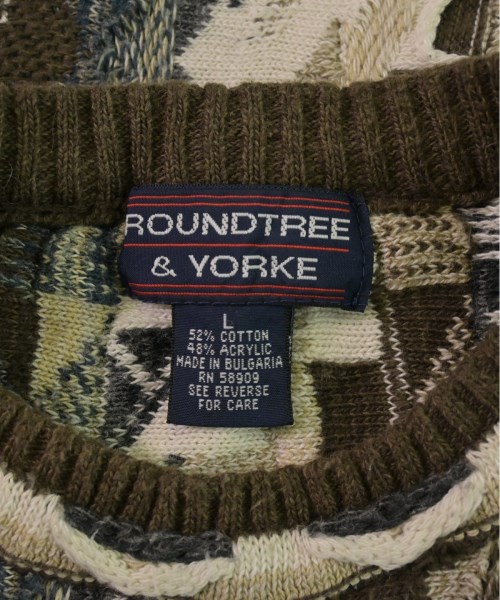 ROUNDTREE
& YORKE
L
52% COTTON
48% ACRYLIC
MADE IN BULGARIA
RN 58909
SEE REVERSE
FOR CARE